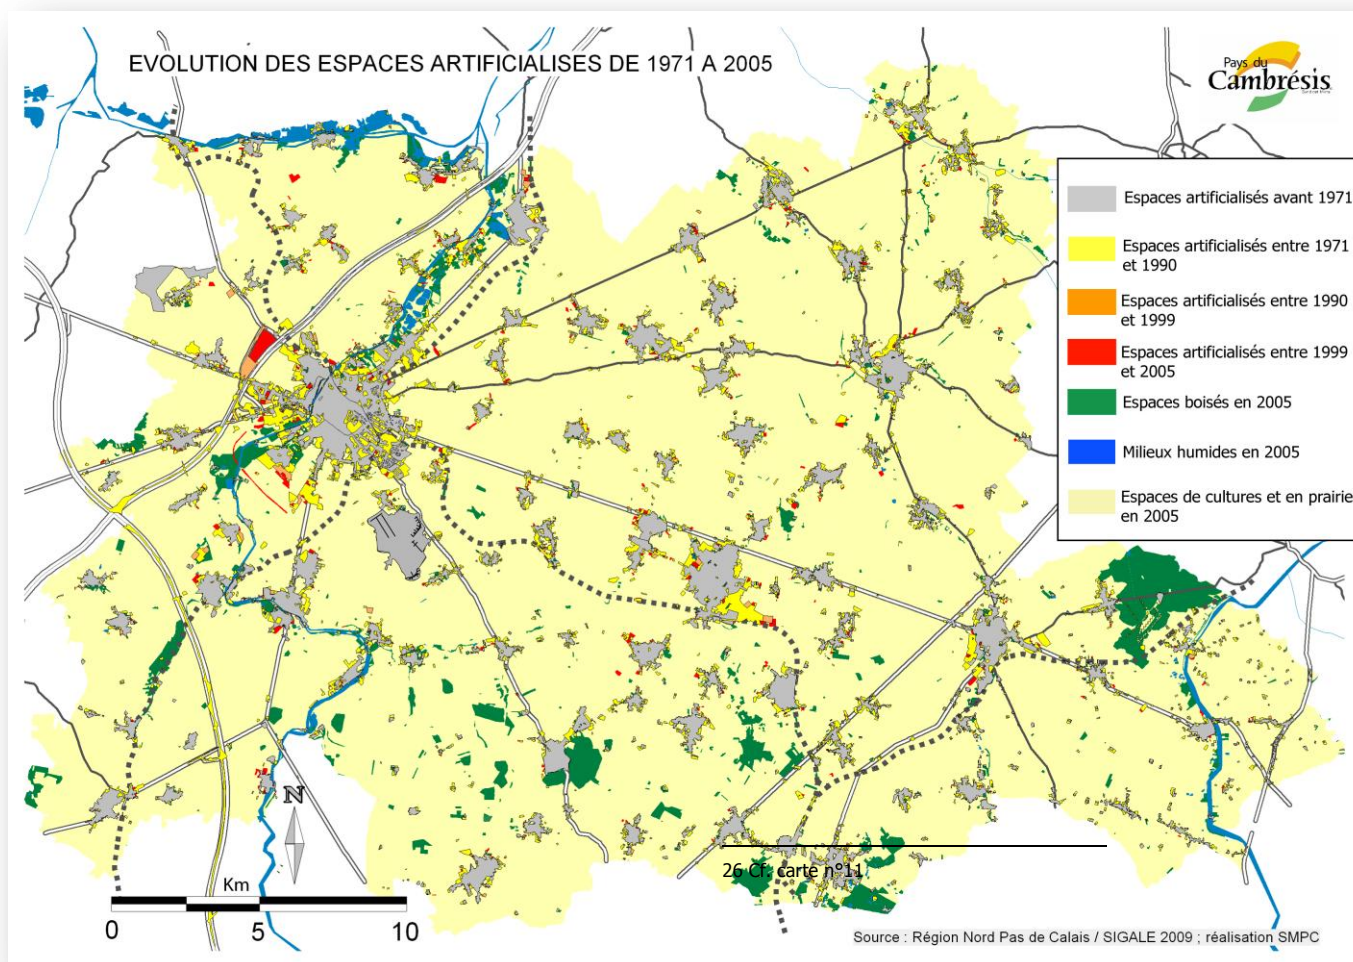 EVOLUTION DES ESPACES ARTIFICIALISES DE 1971 A 2005
Pays du
Cambrésis
Espaces artificialisés avant 1971
Espaces artificialisés entre 1971
et 1990
Espaces artificialisés entre 1990
et 1999
Espaces artificialisés entre 1999
et 2005
Espaces boisés en 2005
Milieux humides en 2005
Espaces de cultures et en prairie
en 2005
N
Km
0 5 10
26 Cf. carte n°11
Source : Région Nord Pas de Calais / SIGALE 2009 ; réalisation SMPC